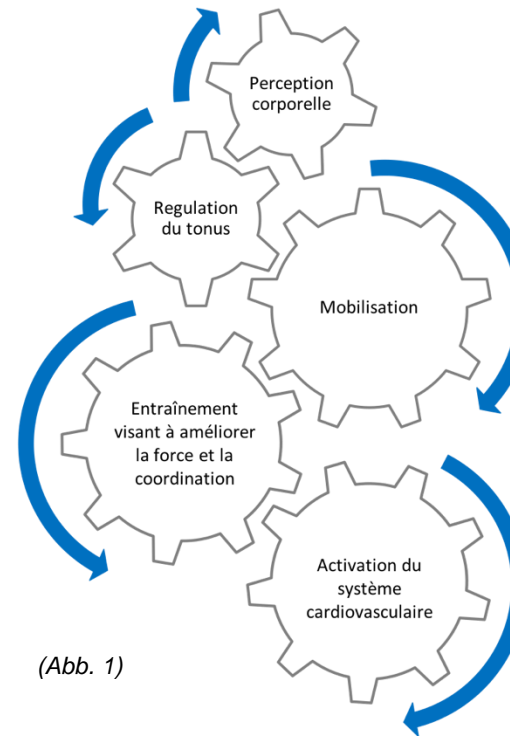 Perception
corporelle
Regulation
du tonus
Mobilisation
Entraînement
visant à améliorer
la force et la
coordination
Activation du
système
cardiovasculaire
(Abb. 1)